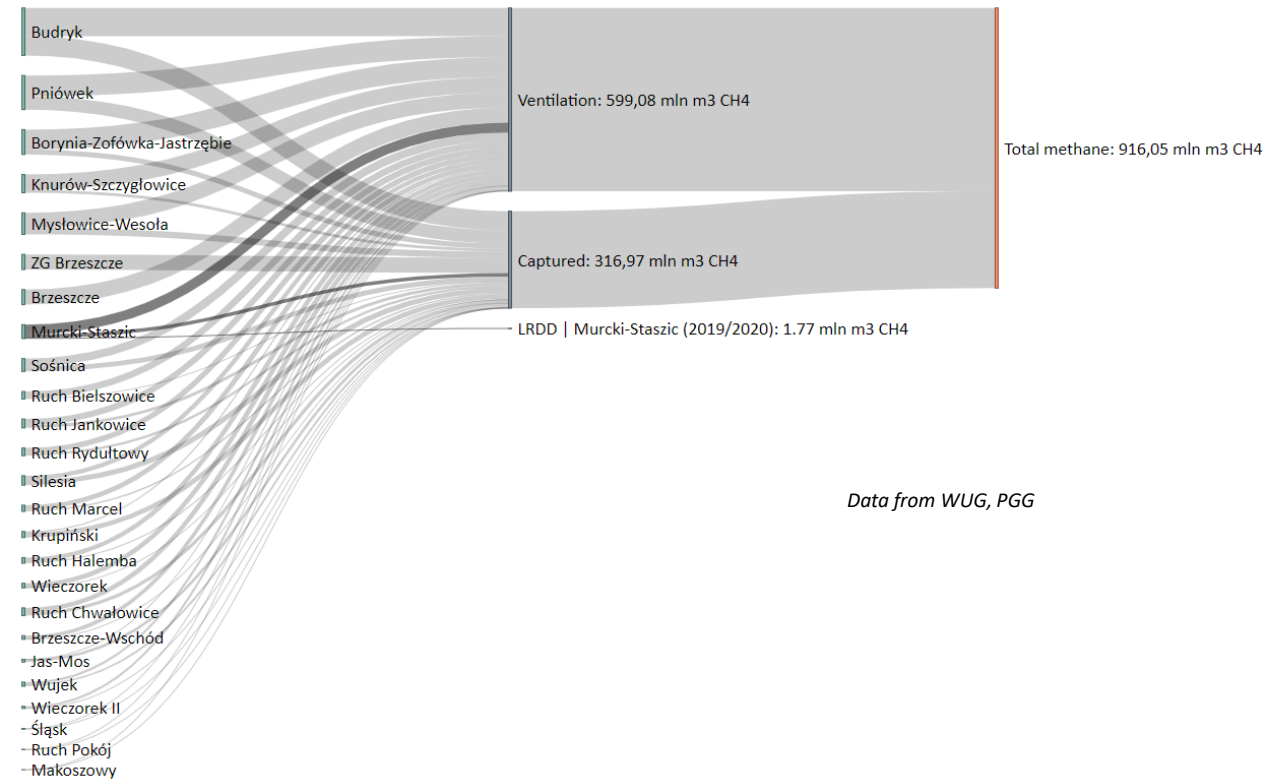 Budryk
Pniówek
Borynia-Zofówka-Jastrzębie
Knurów-Szczygłowice
Mysłowice-Wesoła
ZG Brzeszcze
Brzeszcze
Murcki-Staszic
Sośnica
Ruch Bielszowice
Ruch Jankowice
Ruch Rydułtowy
Silesia
Ruch Marcel
Krupiński
Ruch Halemba
Wieczorek
Ruch Chwałowice
Brzeszcze-Wschód
Jas-Mos
Wujek
Wieczorek II
Śląsk
Ruch Pokój
Makoszowy
Ventilation: 599,08 mln m3 CH4
Captured: 316,97 mln m3 CH4
LRDD | Murcki-Staszic (2019/2020): 1.77 mln m3 CH4
Total methane: 916,05 mln m3 CH4
Data from WUG, PGG